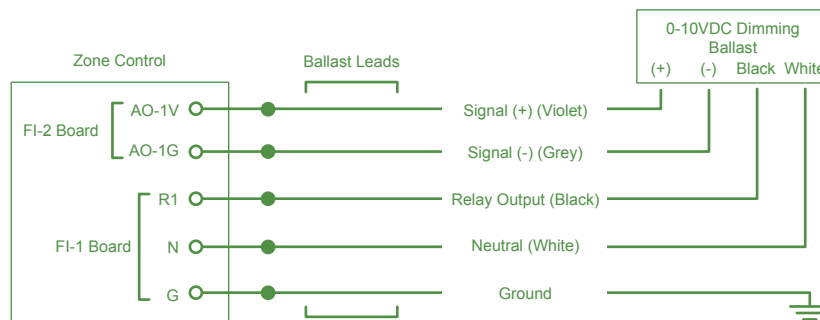 0-10VDC Dimming
Ballast
(+) (-) Black White
Zone Control
Ballast Leads
FI-2 Board
AO-1V
Signal (+) (Violet)
AO-1G
Signal (-) (Grey)
FI-1 Board
R1
Relay Output (Black)
N
Neutral (White)
G
Ground